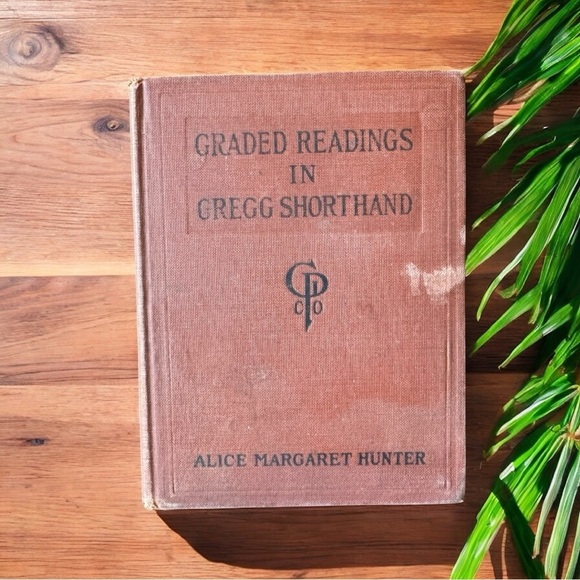 GRADED READINGS
IN
GREGG SHORTHAND
GP
CO
ALICE MARGARET HUNTER